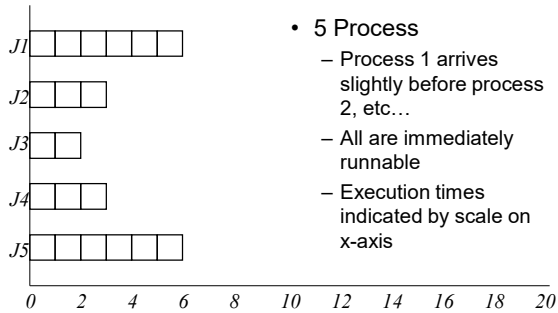 J1
J2
J3
J4
J5
0 2 4 6 8 10 12 14 16 18 20
• 5 Process
– Process 1 arrives
slightly before process
2, etc…
– All are immediately
runnable
– Execution times
indicated by scale on
x-axis